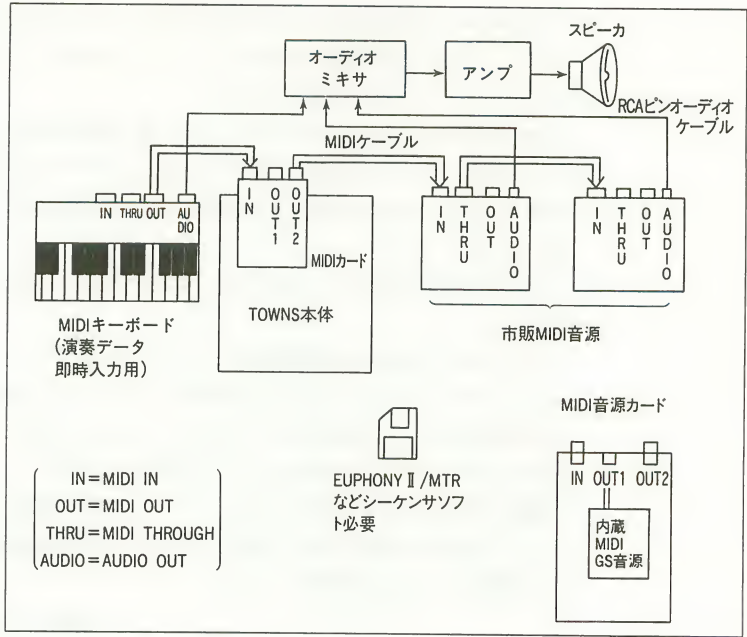 スピーカ
オーディオ
ミキサ
アンプ
RCAピンオーディオ
ケーブル
MIDIケーブル
IN THRU OUT AUDIO
IN OUT1 OUT2
MIDIカード
IN THRU OUT AUDIO
IN THRU OUT AUDIO
TOWNS本体
MIDIキーボード
(演奏データ
即時入力用)
市販MIDI音源
MIDI音源カード
IN OUT1 OUT2
内蔵
MIDI
GS音源
EUPHONY Ⅱ/MTR
などシーケンサソフ
ト必要
IN=MIDI IN
OUT=MIDI OUT
THRU=MIDI THROUGH
AUDIO=AUDIO OUT